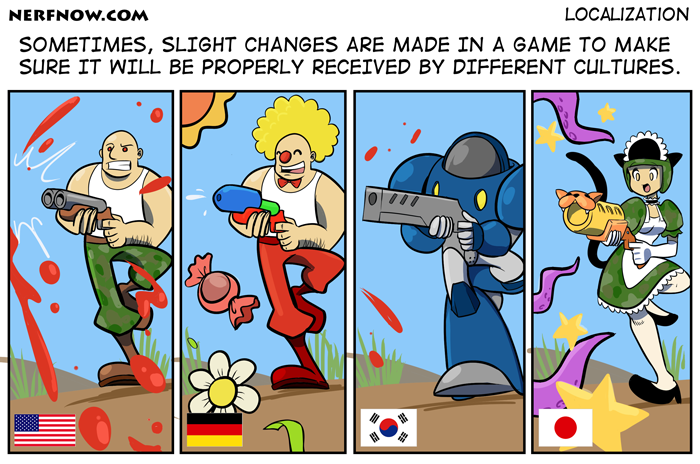 NERFNOW.COM
LOCALIZATION
SOMETIMES, SLIGHT CHANGES ARE MADE IN A GAME TO MAKE
SURE IT WILL BE PROPERLY RECEIVED BY DIFFERENT CULTURES.